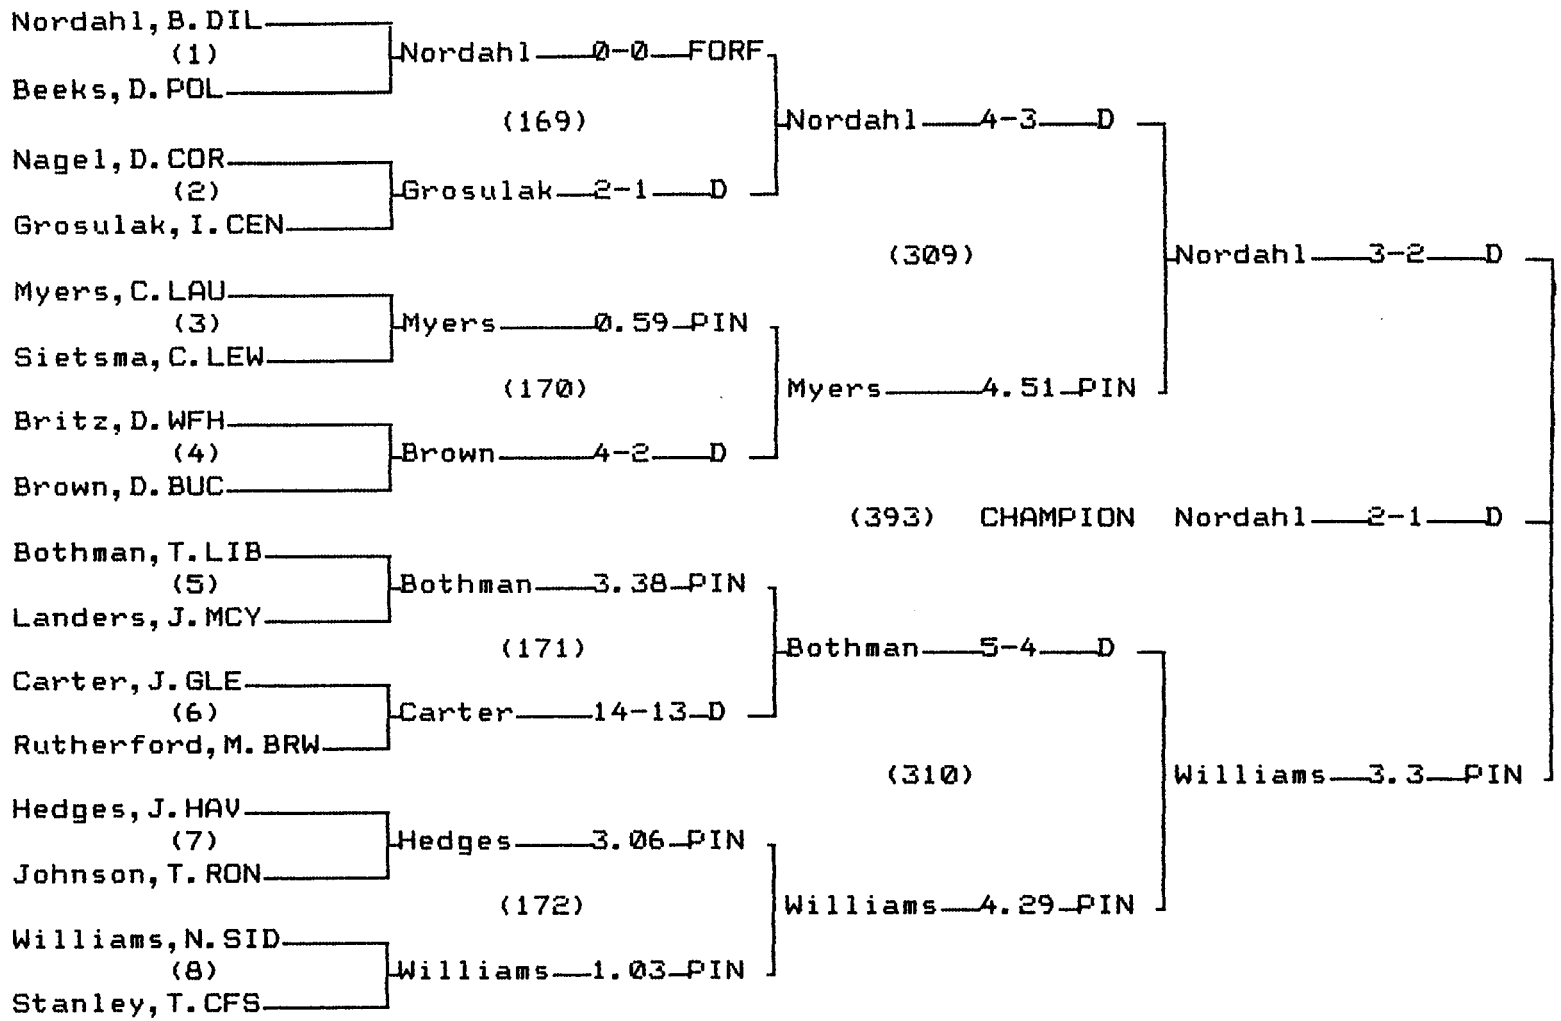 Nordahl, B. DIL
(1) Nordahl 0-0 FORF
Beeks, D. POL
(169) Nordahl 4-3 D
Nagel, D. COR
(2) Grosulak 2-1 D
Grosulak, I. CEN
(309) Nordahl 3-2 D
Myers, C. LAU
(3) Myers 0.59 PIN
Sietsma, C. LEW
(170) Myers 4.51 PIN
Britz, D. WFH
(4) Brown 4-2 D
Brown, D. BUC
(393) CHAMPION Nordahl 2-1 D
Bothman, T. LIB
(5) Bothman 3.38 PIN
Landers, J. MCY
(171) Bothman 5-4 D
Carter, J. GLE
(6) Carter 14-13 D
Rutherford, M. BRW
(310) Williams 3.3 PIN
Hedges, J. HAV
(7) Hedges 3.06 PIN
Johnson, T. RON
(172) Williams 4.29 PIN
Williams, N. SID
(8) Williams 1.03 PIN
Stanley, T. CFS